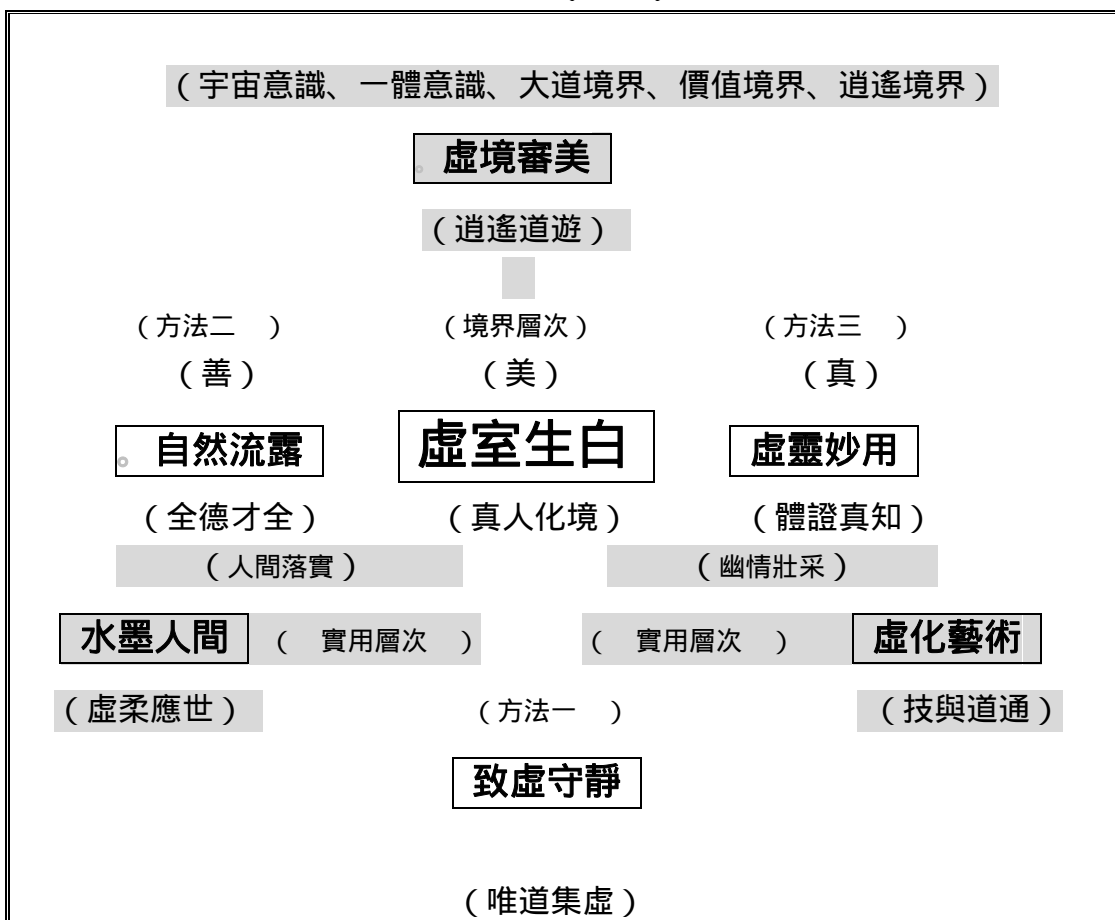 (宇宙意識、一體意識、大道境界、價值境界、逍遙境界)
。虛境審美
(逍遙道遊)
(方法二 ) (境界層次) (方法三 )
(善) (美) (真)
。自然流露 虛室生白 虛靈妙用
(全德才全) (真人化境) (體證真知)
(人間落實) (幽情壯采)
水墨人間 ( 實用層次 ) ( 實用層次 ) 虛化藝術
(虛柔應世) (方法一 ) (技與道通)
致虛守靜
(唯道集虛)